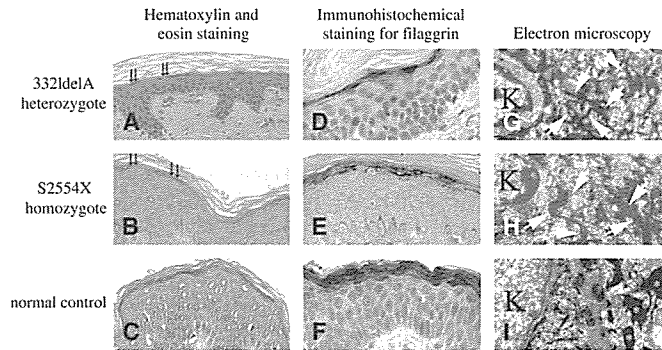 Hematoxylin and
eosin staining
Immunohistochemical
staining for filaggrin
Electron microscopy
3321delA
heterozygote
A
D
K
G
S2554X
homozygote
B
E
K
H
normal control
C
F
K
I